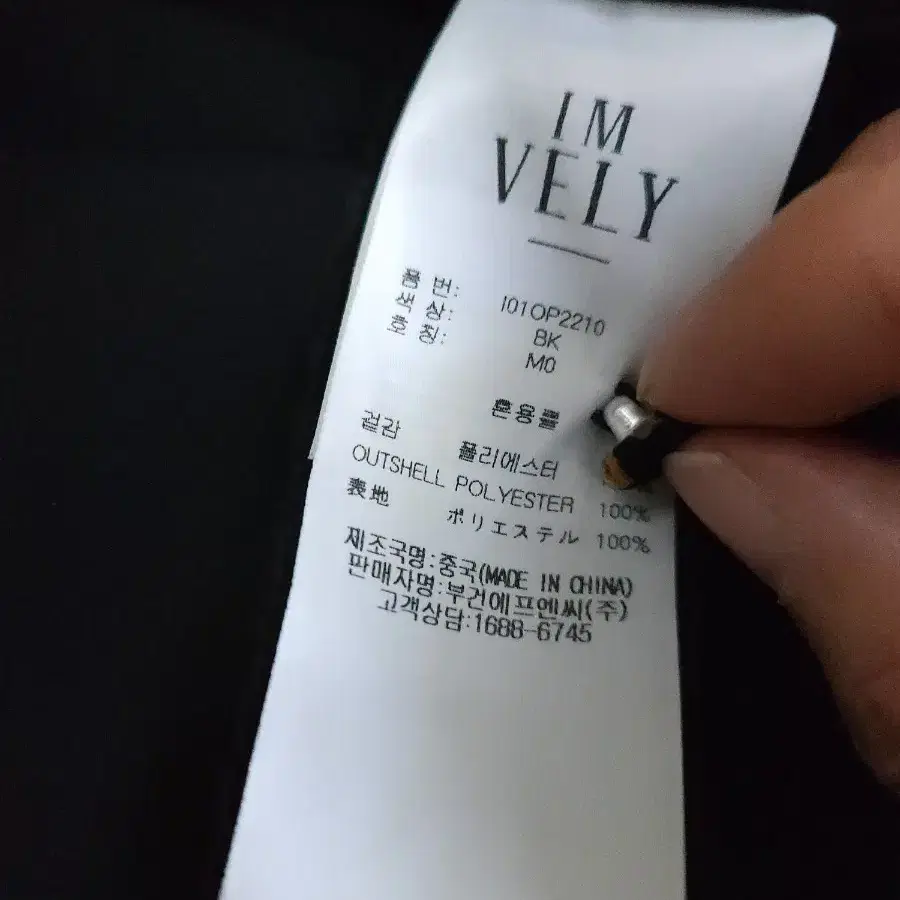 IM
VELY
품 번: I01OP2210
색 상: BK
호 칭: M0
혼용률
겉감 폴리에스터
OUTSHELL POLYESTER 100%
表地 ポリエステル 100%
제조국명:중국(MADE IN CHINA)
판매자명:부건에프엔씨(주)
고객상담:1688-6745